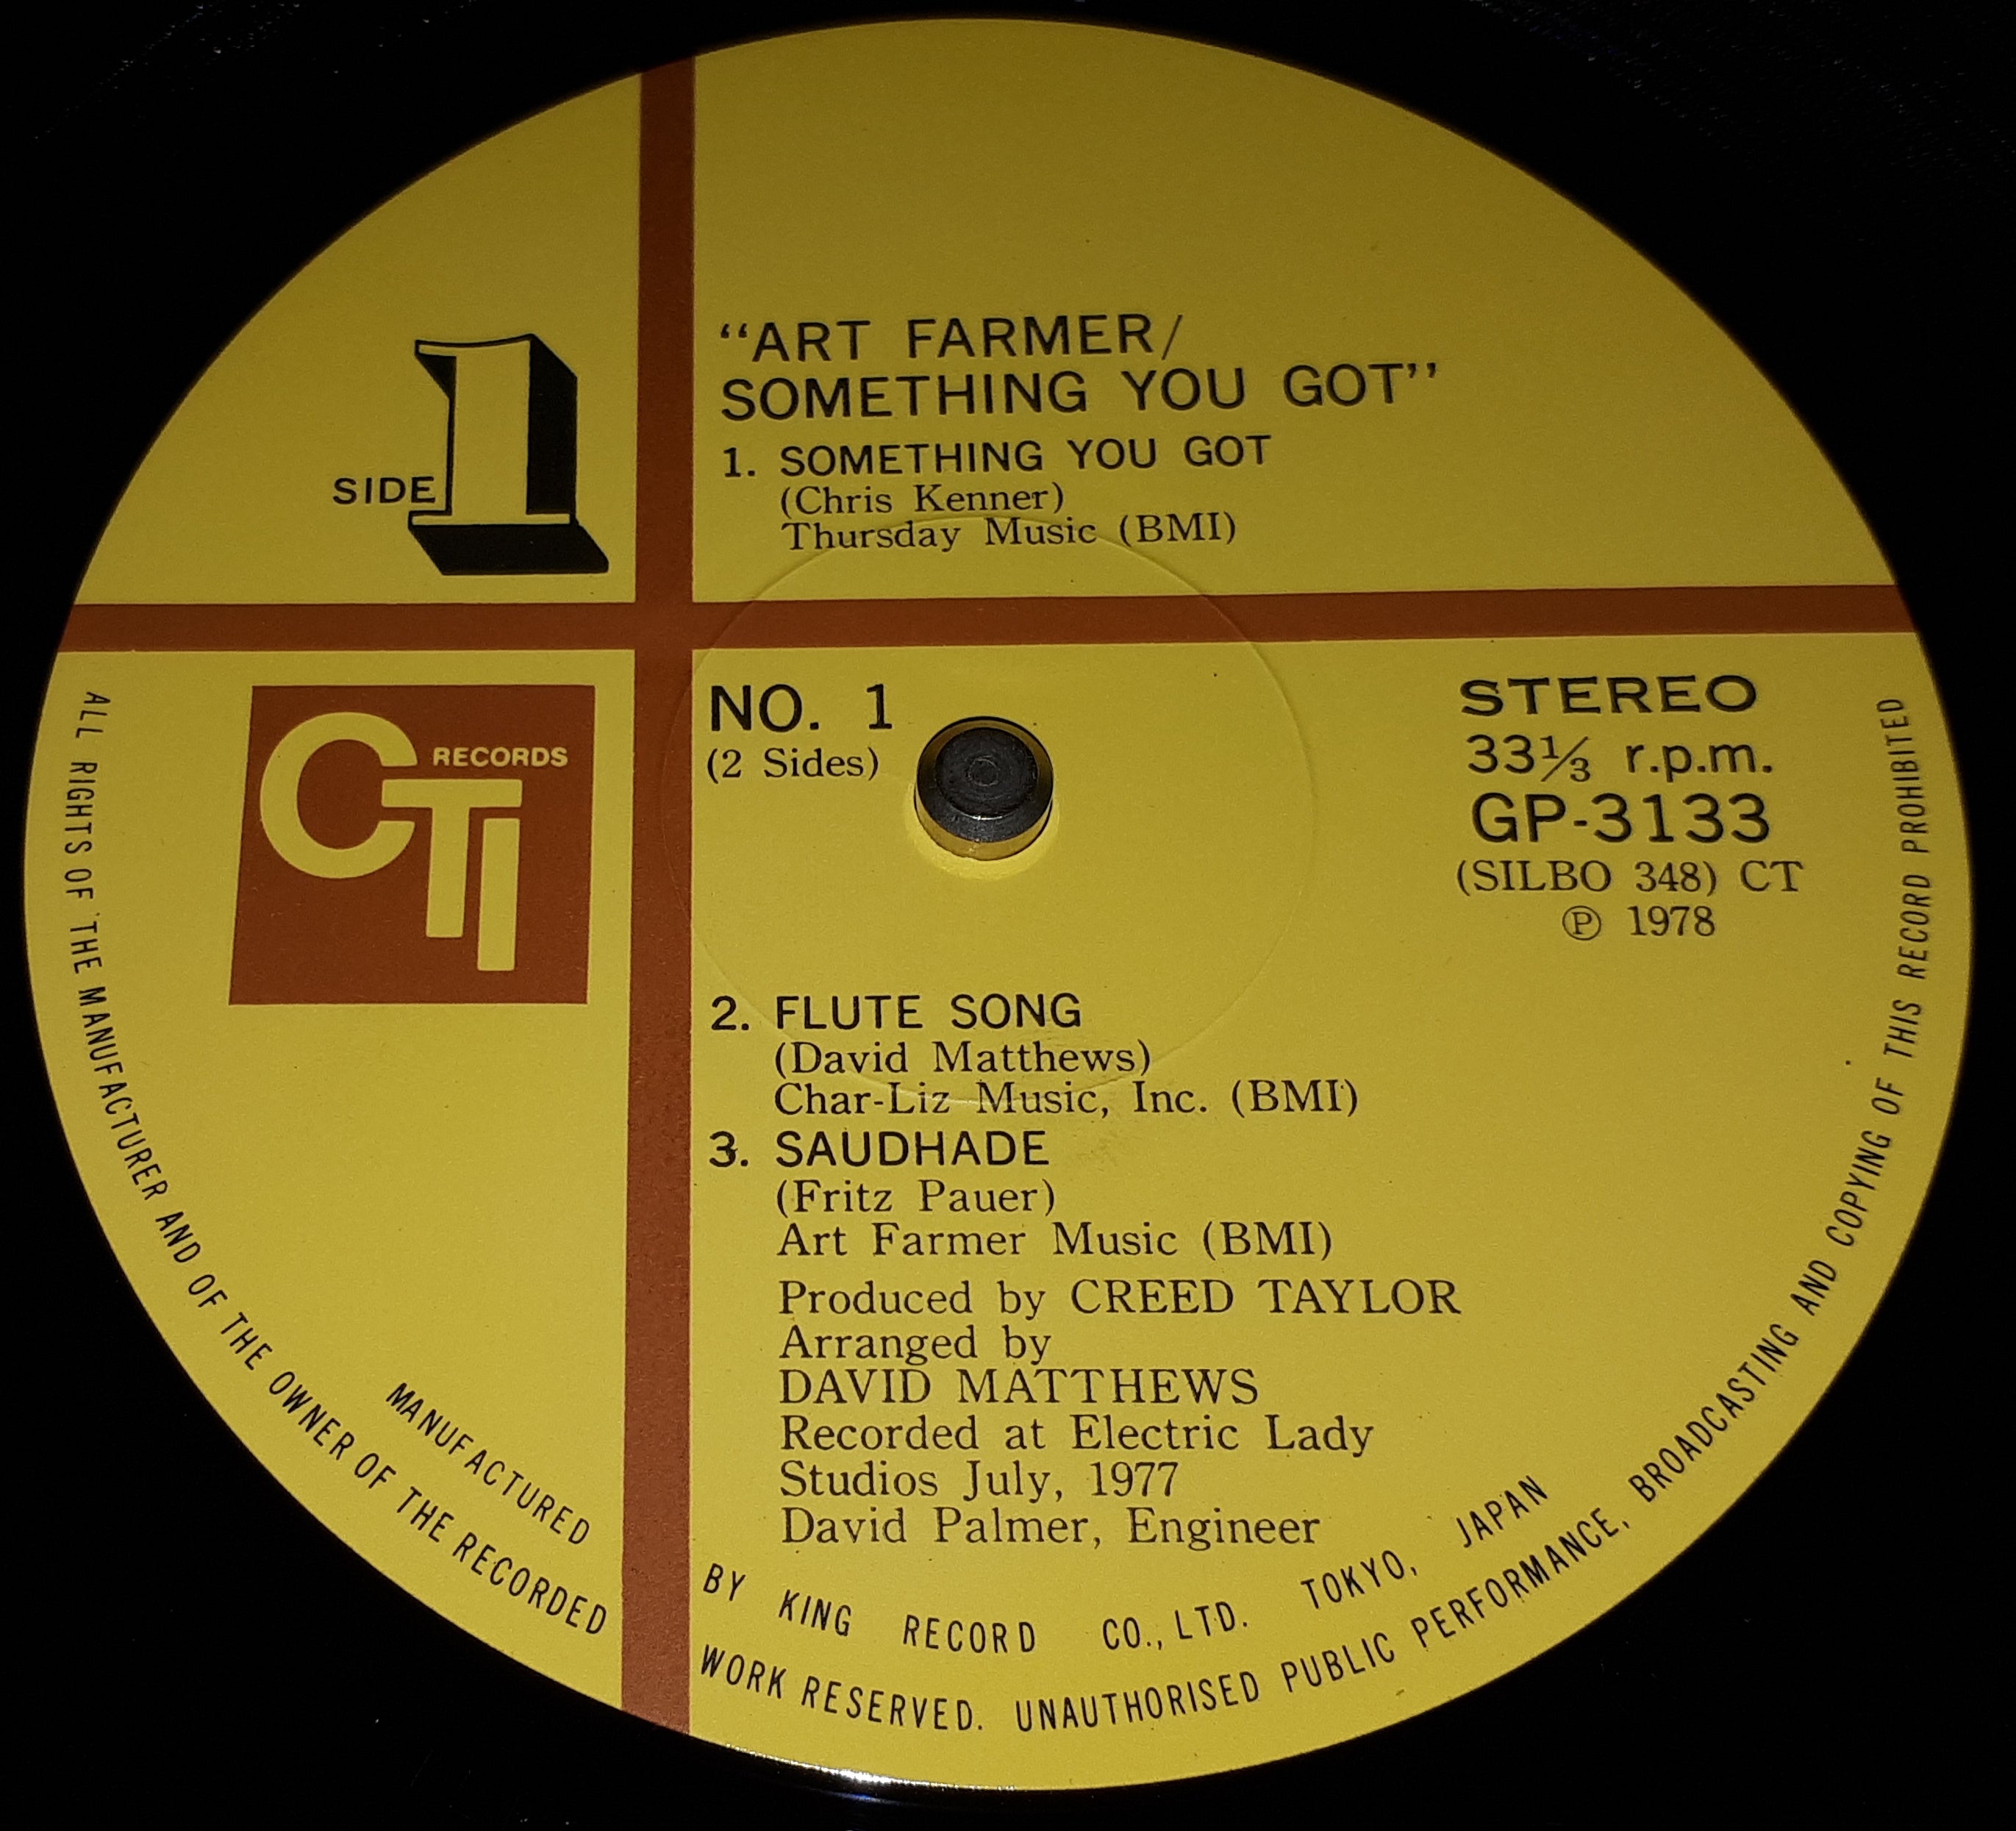 "ART FARMER/
SOMETHING YOU GOT"
1. SOMETHING YOU GOT
(Chris Kenner)
Thursday Music (BMI)
SIDE 1
CTI RECORDS
NO. 1
(2 Sides)
STEREO
33⅓ r.p.m.
GP-3133
(SILBO 348) CT
℗ 1978
2. FLUTE SONG
(David Matthews)
Char-Liz Music, Inc. (BMI)
3. SAUDHADE
(Fritz Pauer)
Art Farmer Music (BMI)
Produced by CREED TAYLOR
Arranged by
DAVID MATTHEWS
Recorded at Electric Lady
Studios July, 1977
David Palmer, Engineer
MANUFACTURED BY KING RECORD CO., LTD. TOKYO, JAPAN
ALL RIGHTS OF THE MANUFACTURER AND OF THE OWNER OF THE RECORDED WORK RESERVED. UNAUTHORISED PUBLIC PERFORMANCE, BROADCASTING AND COPYING OF THIS RECORD PROHIBITED